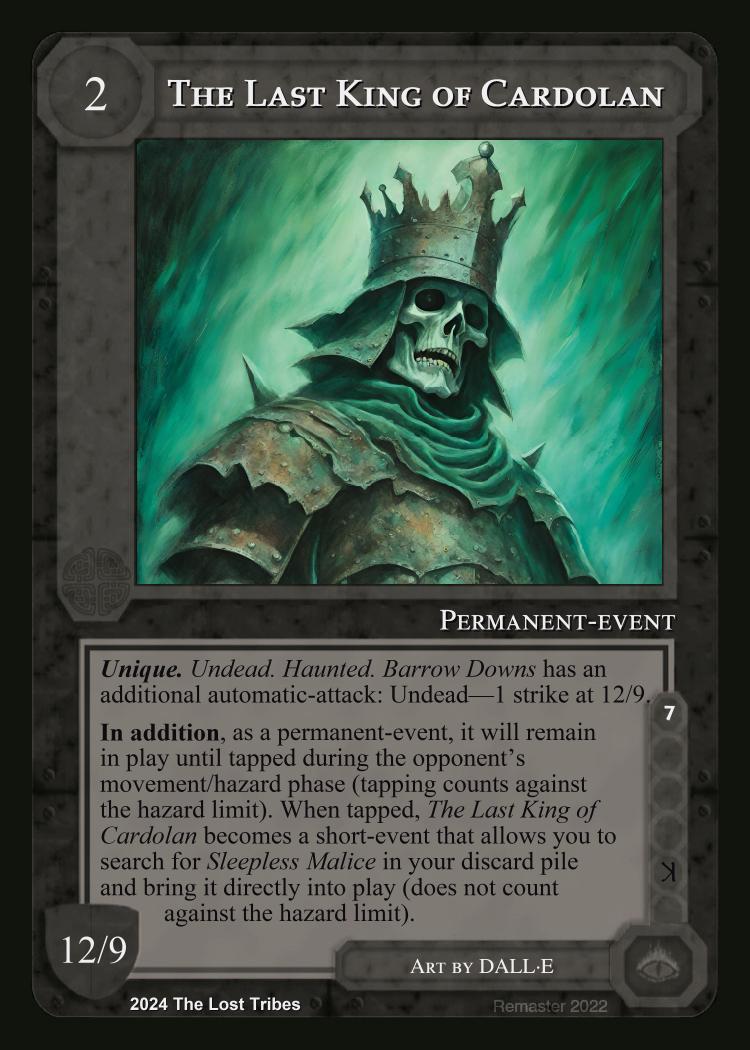 2
The Last King of Cardolan
Permanent-event
Unique. Undead. Haunted. Barrow Downs has an
additional automatic-attack: Undead—1 strike at 12/9.
7
In addition, as a permanent-event, it will remain
in play until tapped during the opponent's
movement/hazard phase (tapping counts against
the hazard limit). When tapped, The Last King of
Cardolan becomes a short-event that allows you to
search for Sleepless Malice in your discard pile
and bring it directly into play (does not count
against the hazard limit).
12/9
Art by DALL·E
2024 The Lost Tribes
Remaster 2022